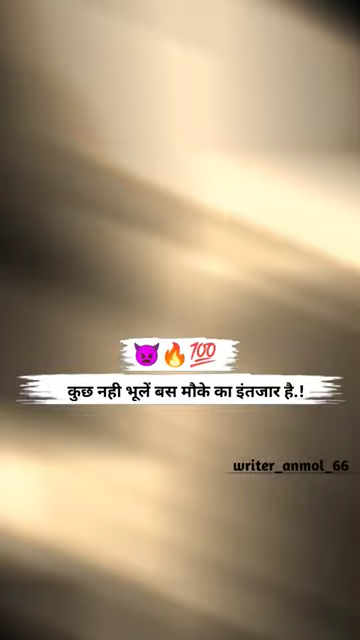 👿🔥💯
कुछ नही भूलें बस मौके का इंतजार है.!
writer_anmol_66